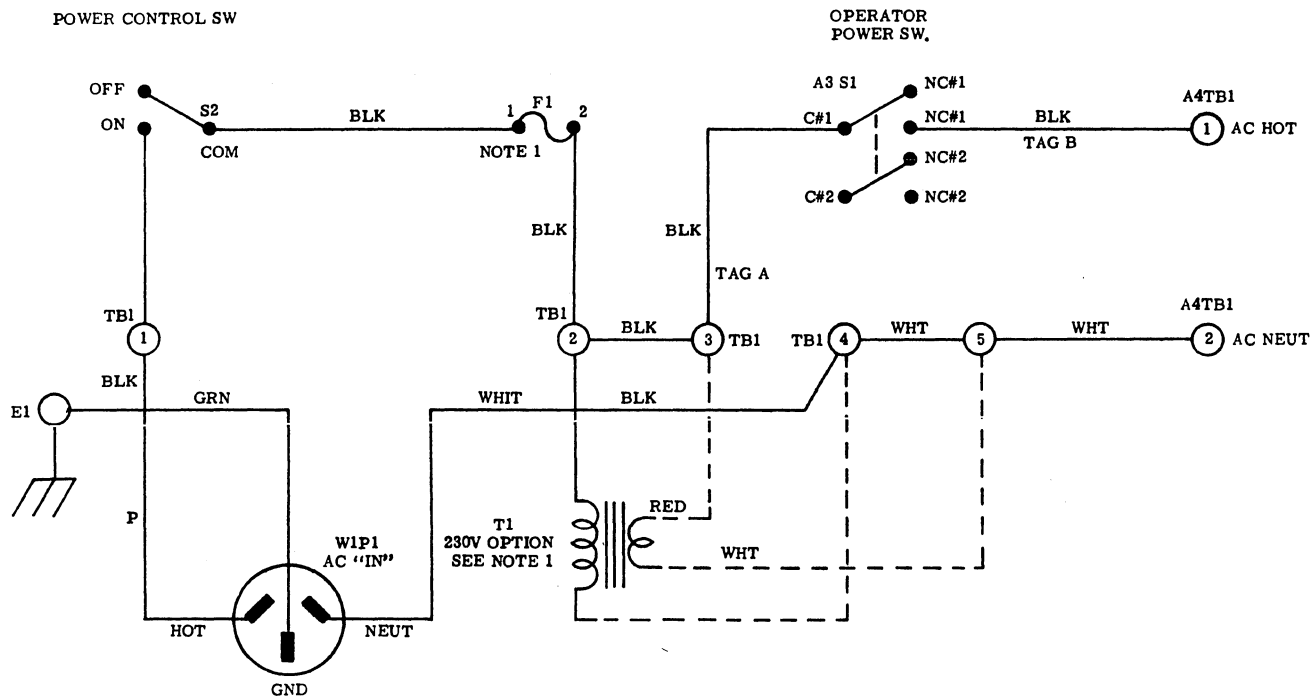 POWER CONTROL SW
OPERATOR
POWER SW.
OFF
ON
S2
COM
BLK
1
F1
2
NOTE 1
A3 S1
NC#1
C#1
NC#1
BLK
TAG B
A4TB1
1
AC HOT
NC#2
C#2
NC#2
BLK
BLK
TAG A
TB1
1
TB1
2
BLK
3
TB1
TB1
4
WHT
5
WHT
A4TB1
2
AC NEUT
BLK
E1
GRN
WHIT
BLK
P
W1P1
AC "IN"
T1
230V OPTION
SEE NOTE 1
RED
WHT
HOT
NEUT
GND